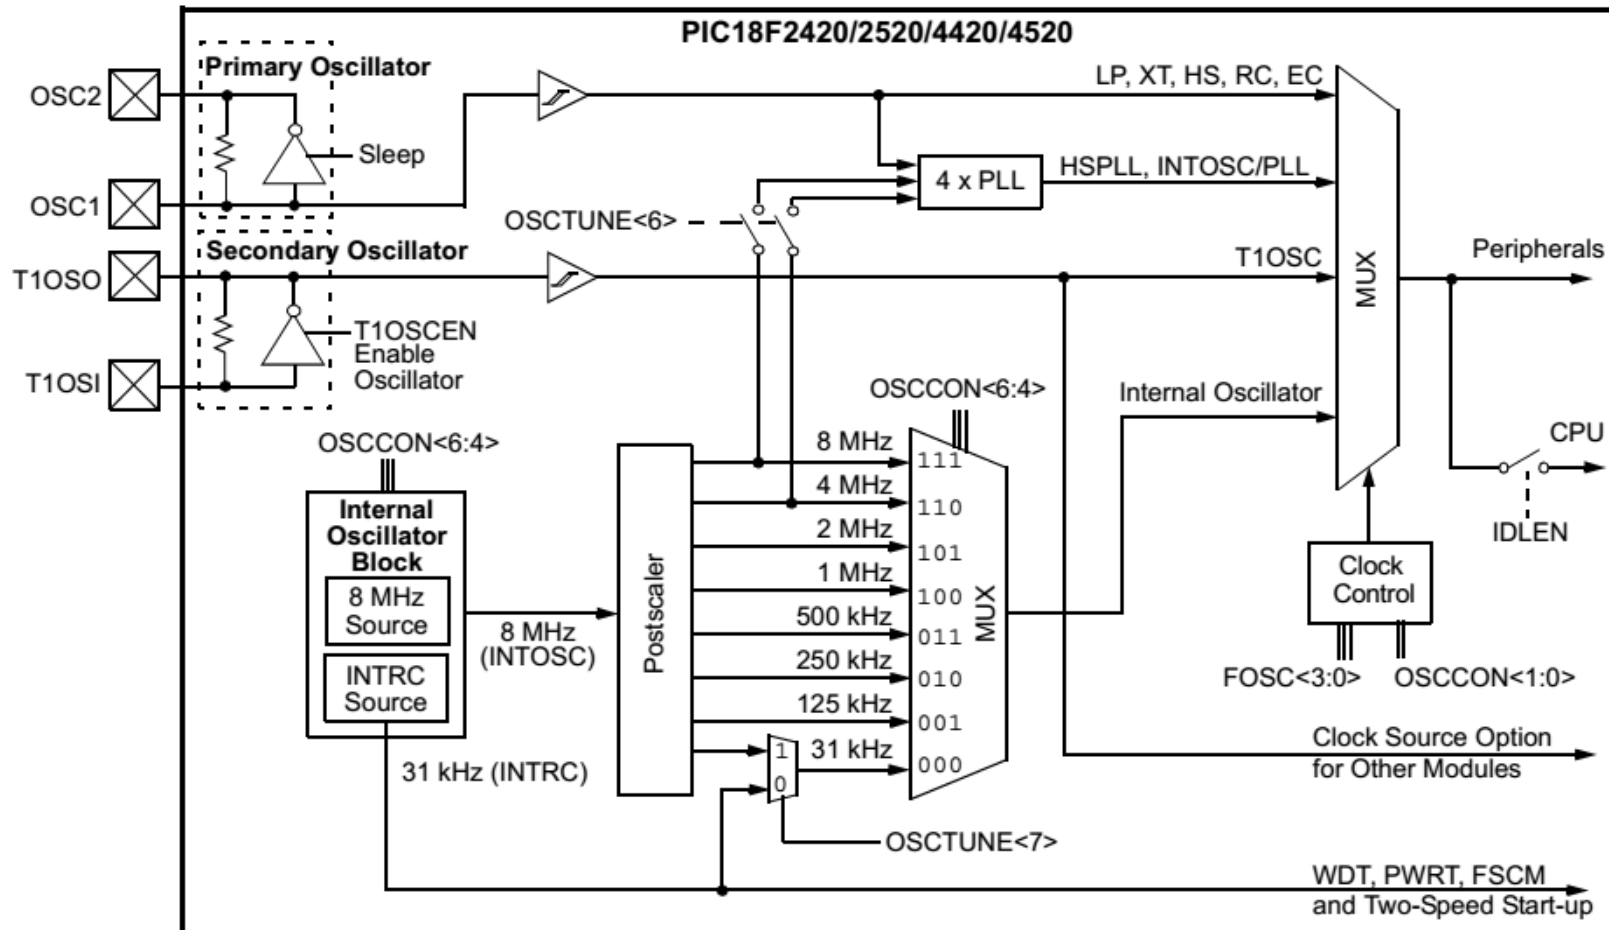 PIC18F2420/2520/4420/4520
Primary Oscillator
LP, XT, HS, RC, EC
OSC2
Sleep
4 x PLL
HSPLL, INTOSC/PLL
OSC1
OSCTUNE<6>
Secondary Oscillator
T1OSO
T1OSC
Peripherals
MUX
T1OSCEN
Enable
Oscillator
T1OSI
OSCCON<6:4>
Internal Oscillator
OSCCON<6:4>
CPU
8 MHz
111
4 MHz
110
2 MHz
101
1 MHz
100
500 kHz
011
250 kHz
010
125 kHz
001
31 kHz
000
MUX
IDLEN
Internal
Oscillator
Block
8 MHz
Source
INTRC
Source
8 MHz
(INTOSC)
Postscaler
Clock
Control
FOSC<3:0>
OSCCON<1:0>
Clock Source Option
for Other Modules
31 kHz (INTRC)
1
0
OSCTUNE<7>
WDT, PWRT, FSCM
and Two-Speed Start-up